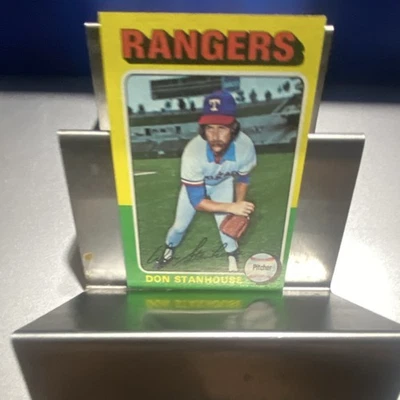 RANGERS
T
DON STANHOUSE
Pitcher